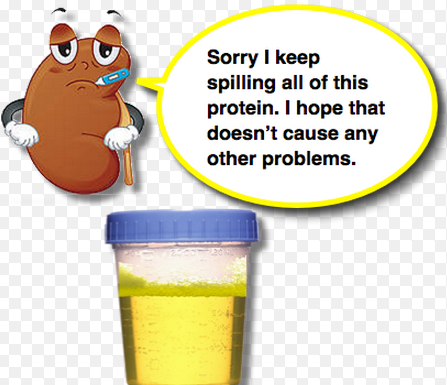 Sorry I keep
spilling all of this
protein. I hope that
doesn't cause any
other problems.